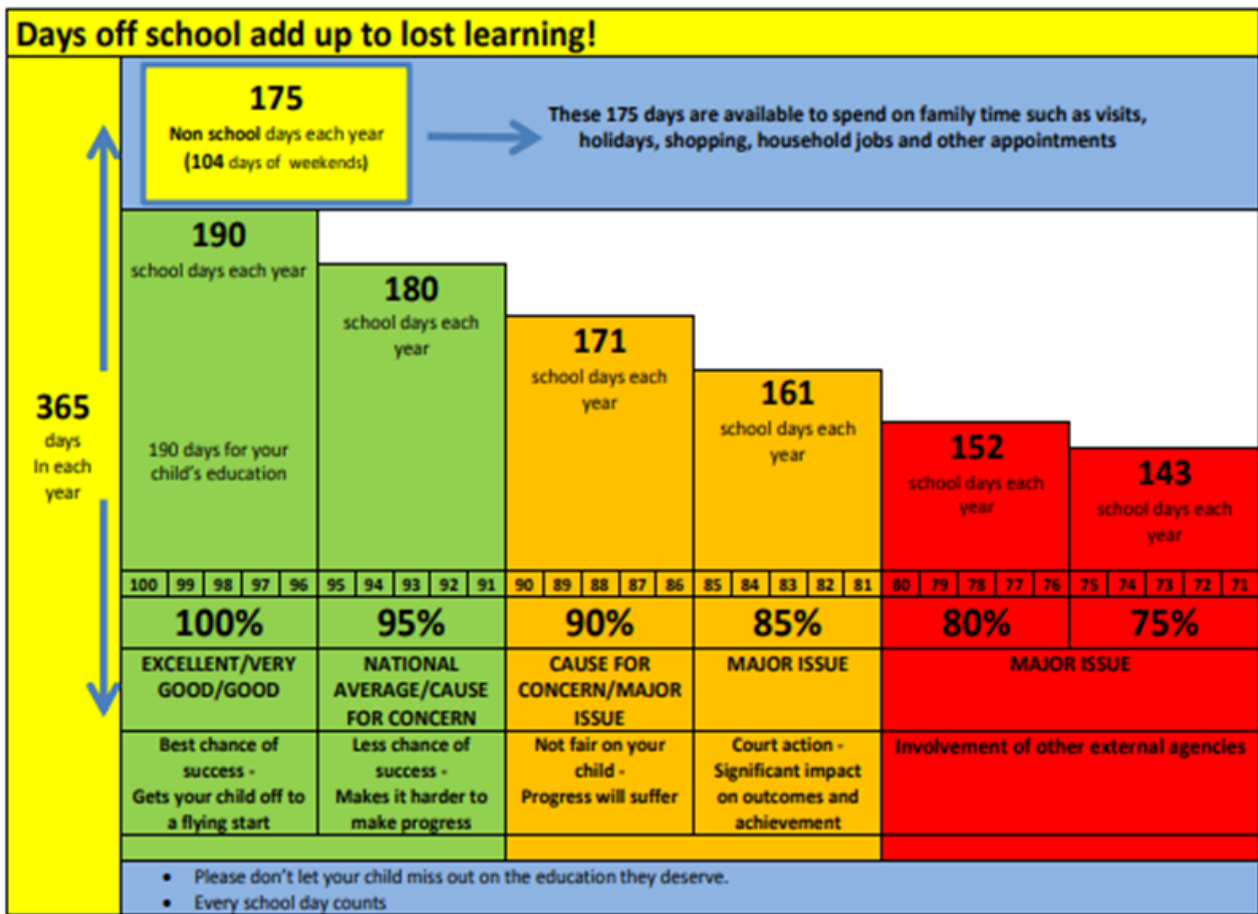 Days off school add up to lost learning!
175
Non school days each year
(104 days of weekends)
These 175 days are available to spend on family time such as visits,
holidays, shopping, household jobs and other appointments
365
days
In each
year
190
school days each year
190 days for your
child's education
180
school days each
year
171
school days each
year
161
school days each
year
152
school days each
year
143
school days each
year
100 99 98 97 96 95 94 93 92 91 90 89 88 87 86 85 84 83 82 81 80 79 78 77 76 75 74 73 72 71
100% 95% 90% 85% 80% 75%
EXCELLENT/VERY
GOOD/GOOD
NATIONAL
AVERAGE/CAUSE
FOR CONCERN
CAUSE FOR
CONCERN/MAJOR
ISSUE
MAJOR ISSUE
MAJOR ISSUE
Best chance of
success -
Gets your child off to
a flying start
Less chance of
success -
Makes it harder to
make progress
Not fair on your
child -
Progress will suffer
Court action -
Significant impact
on outcomes and
achievement
Involvement of other external agencies
• Please don't let your child miss out on the education they deserve.
• Every school day counts